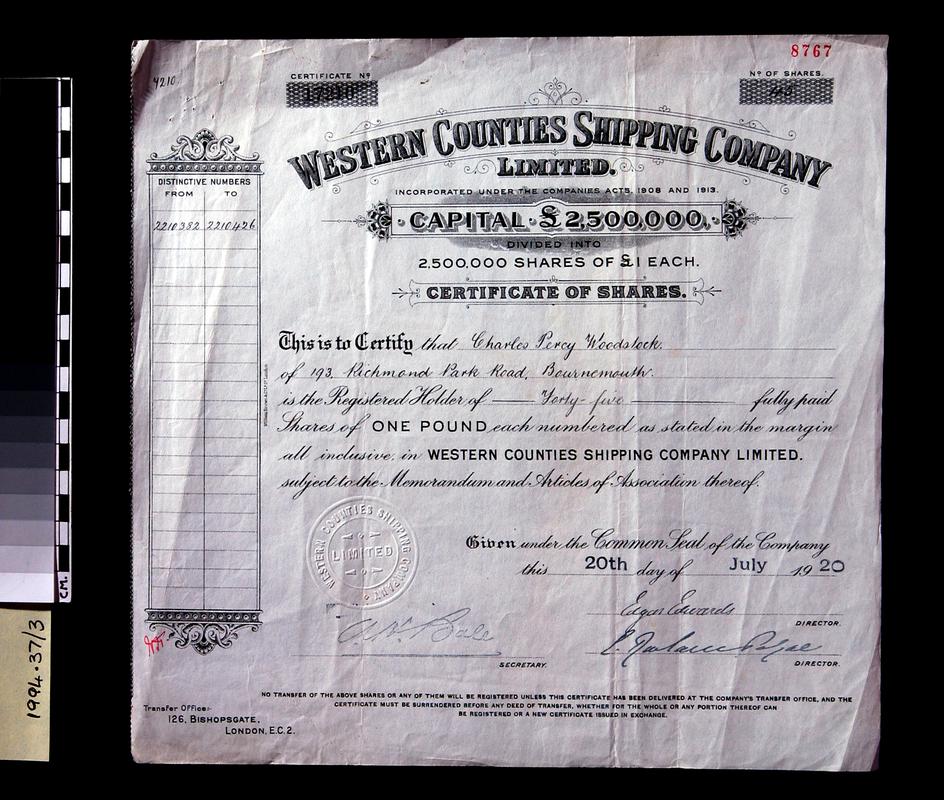 8767
4210
CERTIFICATE Nº
Nº OF SHARES.
WESTERN COUNTIES SHIPPING COMPANY
LIMITED.
INCORPORATED UNDER THE COMPANIES ACTS, 1908 AND 1913.
CAPITAL £2,500,000,
DIVIDED INTO
2,500,000 SHARES OF £1 EACH.
CERTIFICATE OF SHARES.
DISTINCTIVE NUMBERS
FROM TO
2210382 2210426
This is to Certify that Charles Percy Woodstock.
of 193, Richmond Park Road, Bournemouth.
is the Registered Holder of Forty-five fully paid
Shares of ONE POUND each numbered as stated in the margin
all inclusive, in WESTERN COUNTIES SHIPPING COMPANY LIMITED.
subject to the Memorandum and Articles of Association thereof.
WESTERN COUNTIES SHIPPING COMPANY
LIMITED
Given under the Common Seal of the Company
this 20th day of July 1920
Edgar Edwards
DIRECTOR.
SECRETARY.
DIRECTOR.
NO TRANSFER OF THE ABOVE SHARES OR ANY OF THEM WILL BE REGISTERED UNLESS THIS CERTIFICATE HAS BEEN DELIVERED AT THE COMPANY'S TRANSFER OFFICE, AND THE
CERTIFICATE MUST BE SURRENDERED BEFORE ANY DEED OF TRANSFER, WHETHER FOR THE WHOLE OR ANY PORTION THEREOF CAN
BE REGISTERED OR A NEW CERTIFICATE ISSUED IN EXCHANGE.
Transfer Office:-
126, BISHOPSGATE,
LONDON, E.C.2.
CM.
1994.37/3